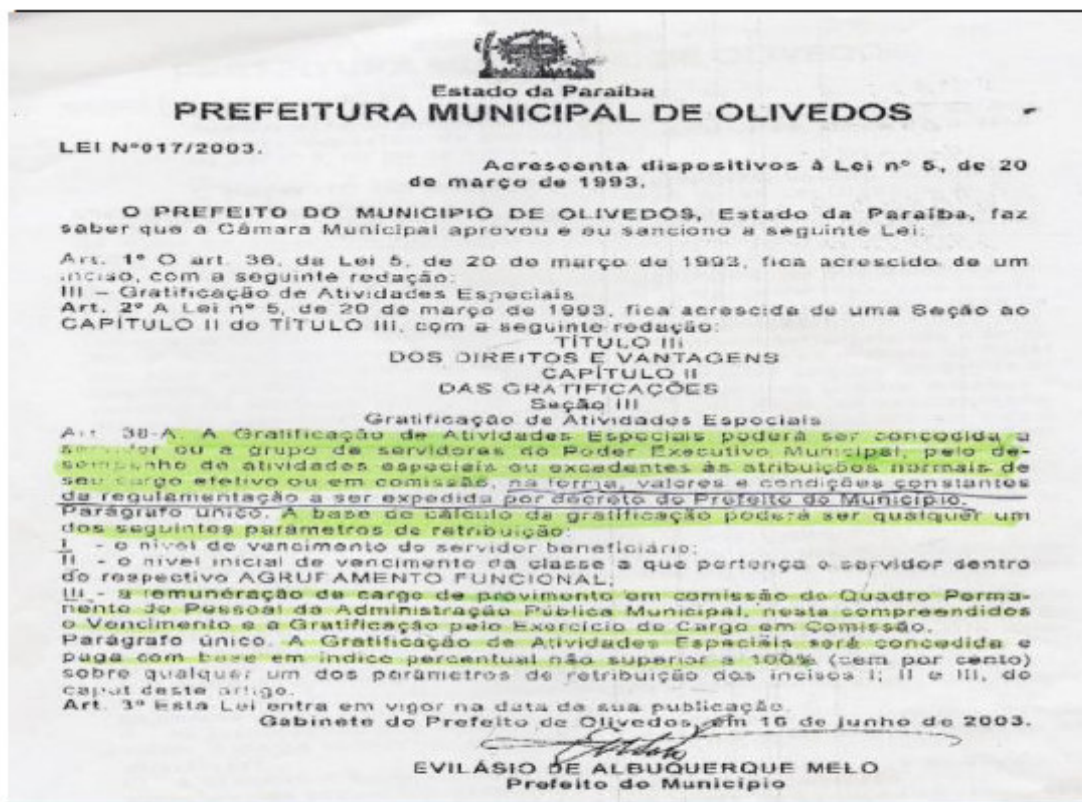 Estado da Paraíba
PREFEITURA MUNICIPAL DE OLIVEDOS
LEI Nº017/2003.
Acrescenta dispositivos à Lei nº 5, de 20
de março de 1993.
O PREFEITO DO MUNICIPIO DE OLIVEDOS, Estado da Paraíba, faz
saber que a Câmara Municipal aprovou e eu sanciono a seguinte Lei:
Art. 1º O art. 36, da Lei 5, de 20 de março de 1993, fica acrescido de um
inciso, com a seguinte redação:
III – Gratificação de Atividades Especiais
Art. 2º A Lei nº 5, de 20 de março de 1993, fica acrescida de uma Seção ao
CAPÍTULO II do TÍTULO III, com a seguinte redação:
TÍTULO III
DOS DIREITOS E VANTAGENS
CAPÍTULO II
DAS GRATIFICAÇÕES
Seção III
Gratificação de Atividades Especiais
Art. 38-A. A Gratificação de Atividades Especiais poderá ser concedida a
servidor ou a grupo de servidores do Poder Executivo Municipal, pelo de-
sempenho de atividades especiais ou excedentes às atribuições normais de
seu cargo efetivo ou em comissão, na forma, valores e condições constantes
da regulamentação a ser expedida por decreto do Prefeito do Município.
Parágrafo único. A base de cálculo da gratificação poderá ser qualquer um
dos seguintes parâmetros de retribuição:
I - o nível de vencimento do servidor beneficiário;
II - o nível inicial de vencimento da classe a que pertença o servidor dentro
do respectivo AGRUPAMENTO FUNCIONAL;
III - a remuneração de cargo de provimento em comissão do Quadro Perma-
nente do Pessoal da Administração Pública Municipal, nesta compreendidos
o Vencimento e a Gratificação pelo Exercício de Cargo em Comissão.
Parágrafo único. A Gratificação de Atividades Especiais será concedida e
paga com base em índice percentual não superior a 100% (cem por cento)
sobre qualquer um dos parâmetros de retribuição dos incisos I; II e III, do
caput deste artigo.
Art. 3º Esta Lei entra em vigor na data de sua publicação.
Gabinete do Prefeito de Olivedos, em 16 de junho de 2003.
EVILÁSIO DE ALBUQUERQUE MELO
Prefeito do Município